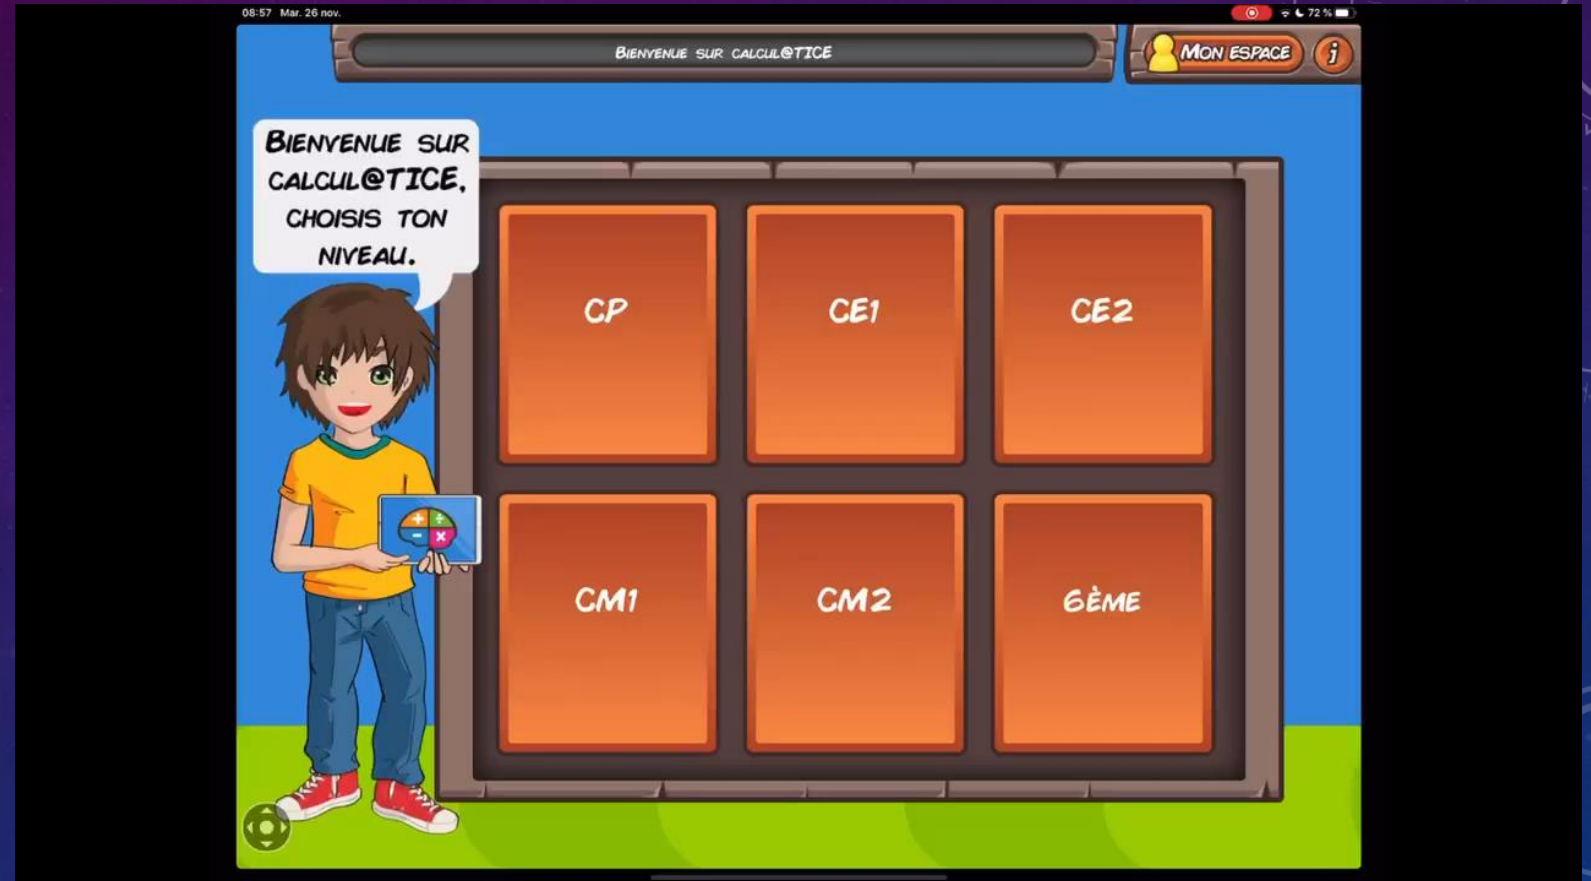 08:57 Mar. 26 nov.
72 %
Bienvenue sur calcul@TICE
Mon espace
i
Bienvenue sur
calcul@TICE,
choisis ton
niveau.
CP
CE1
CE2
CM1
CM2
6ème